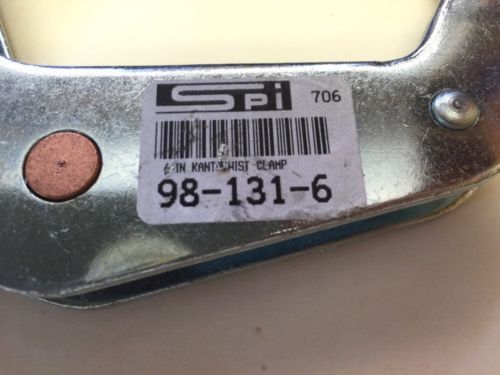 SPi 706
6 IN KANT TWIST CLAMP
98-131-6